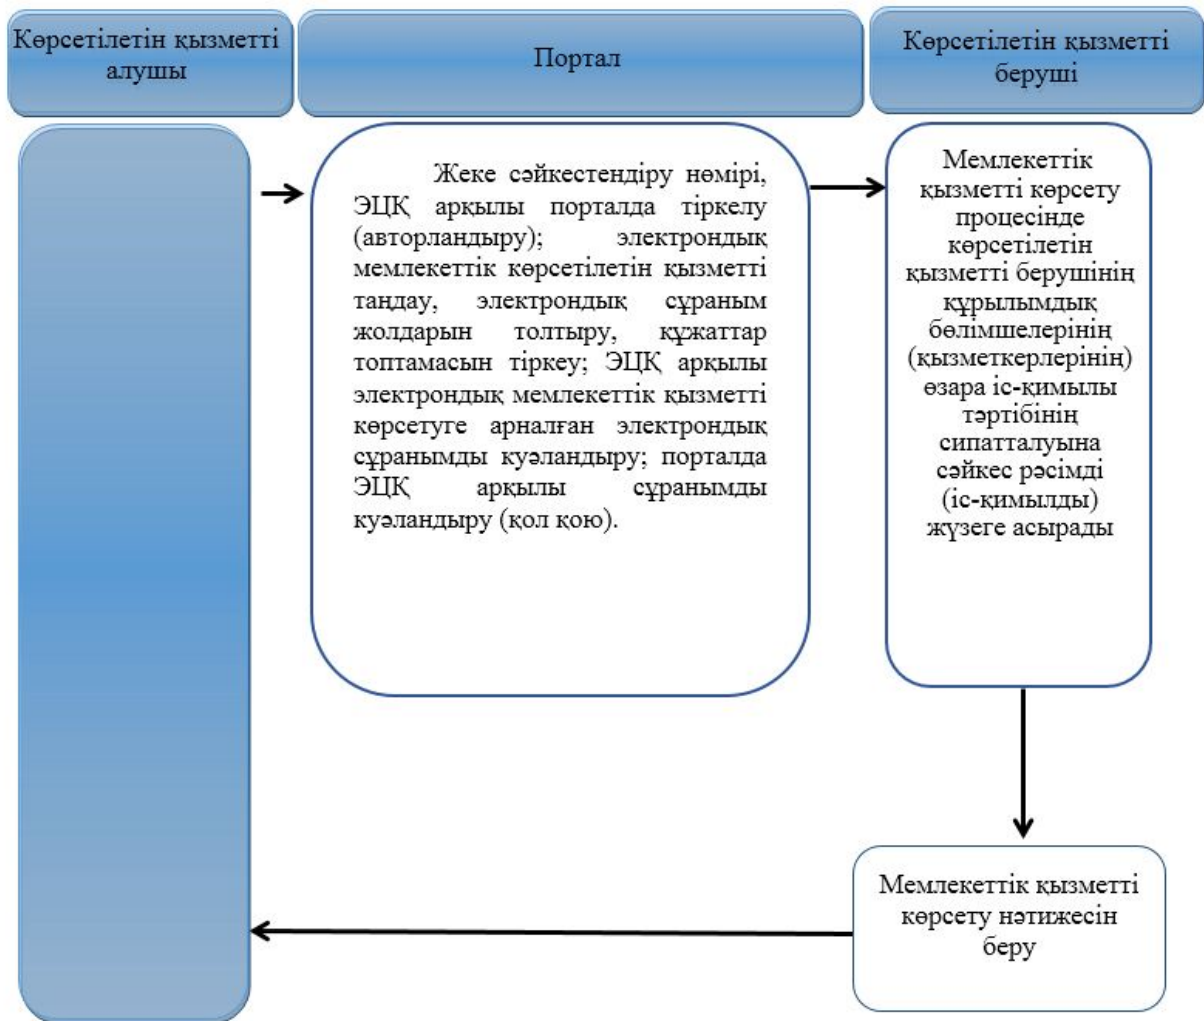 Көрсетілетін қызметті
алушы
Портал
Көрсетілетін қызметті
беруші
Жеке сәйкестендіру нөмірі,
ЭЦҚ арқылы порталда тіркелу
(авторландыру); электрондық
мемлекеттік көрсетілетін қызметті
таңдау, электрондық сұраным
жолдарын толтыру, құжаттар
топтамасын тіркеу; ЭЦҚ арқылы
электрондық мемлекеттік қызметті
көрсетуге арналған электрондық
сұранымды куәландыру; порталда
ЭЦҚ арқылы сұранымды
куәландыру (қол қою).
Мемлекеттік
қызметті көрсету
процесінде
көрсетілетін
қызметті берушінің
құрылымдық
бөлімшелерінің
(қызметкерлерінің)
өзара іс-қимылы
тәртібінің
сипатталуына
сәйкес рәсімді
(іс-қимылды)
жүзеге асырады
Мемлекеттік қызметті
көрсету нәтижесін
беру